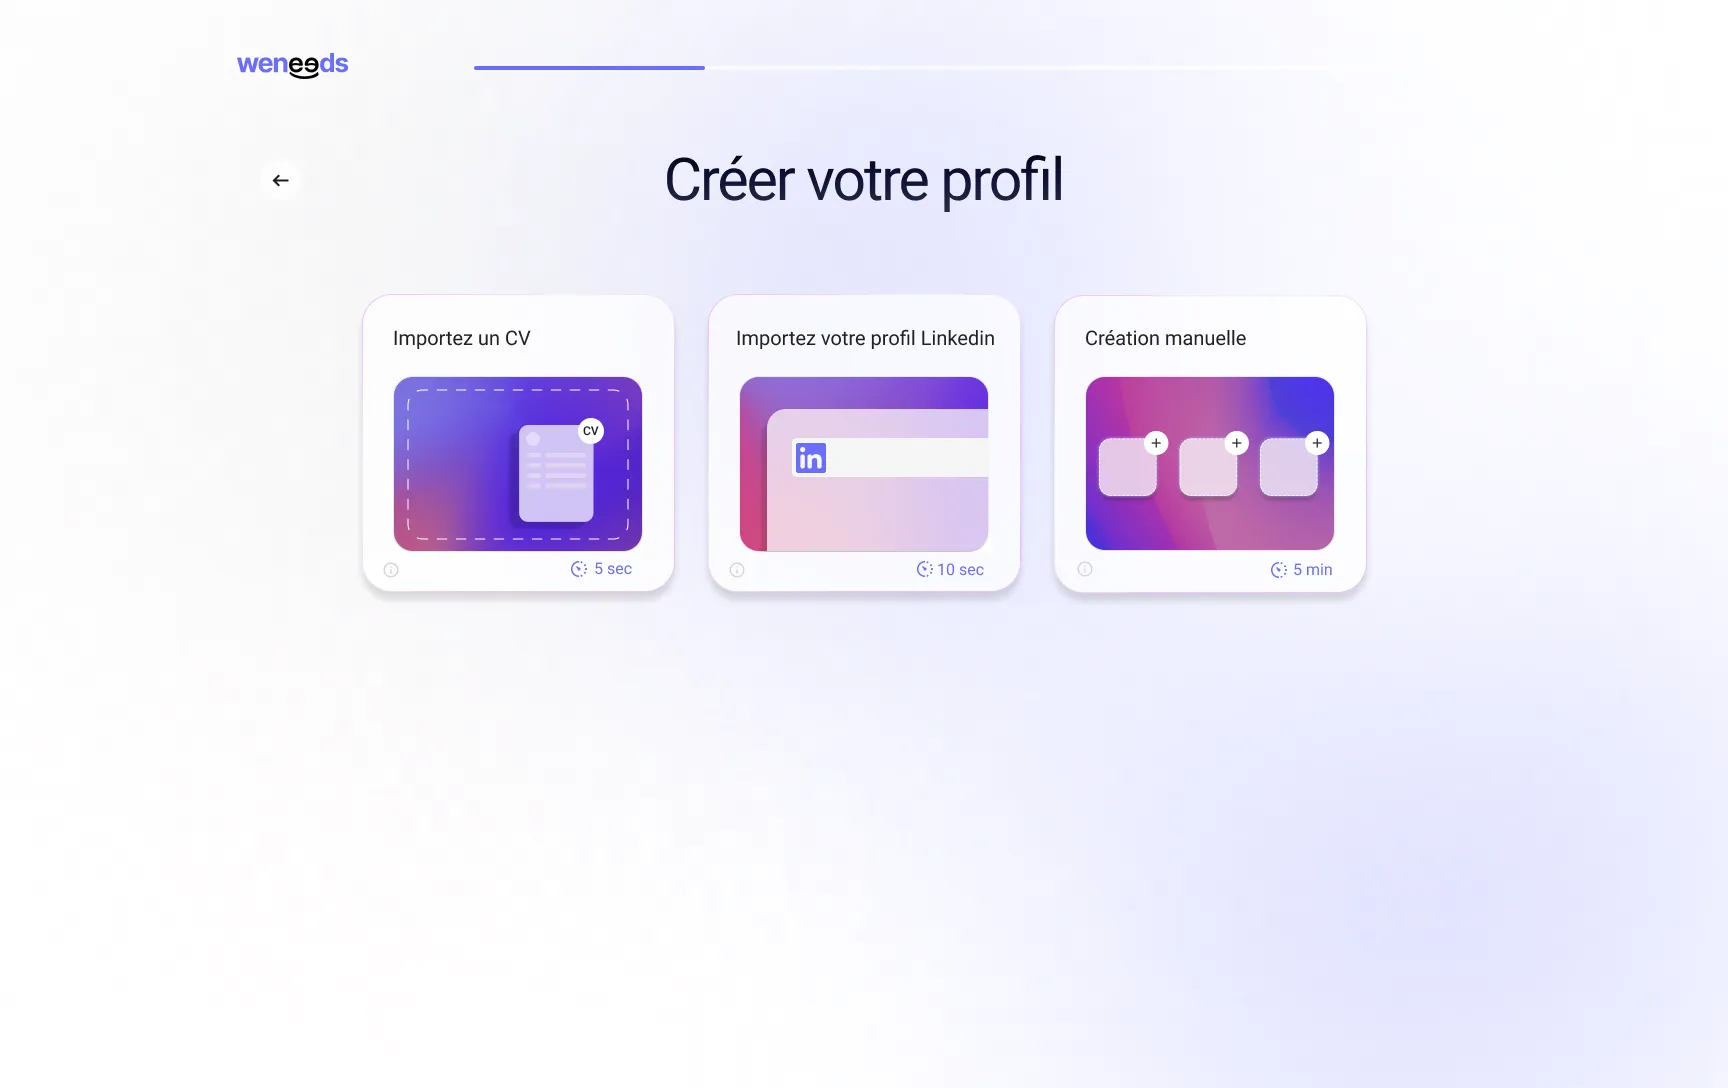 weneeds
Créer votre profil
Importez un CV
CV
5 sec
Importez votre profil Linkedin
in
10 sec
Création manuelle
5 min